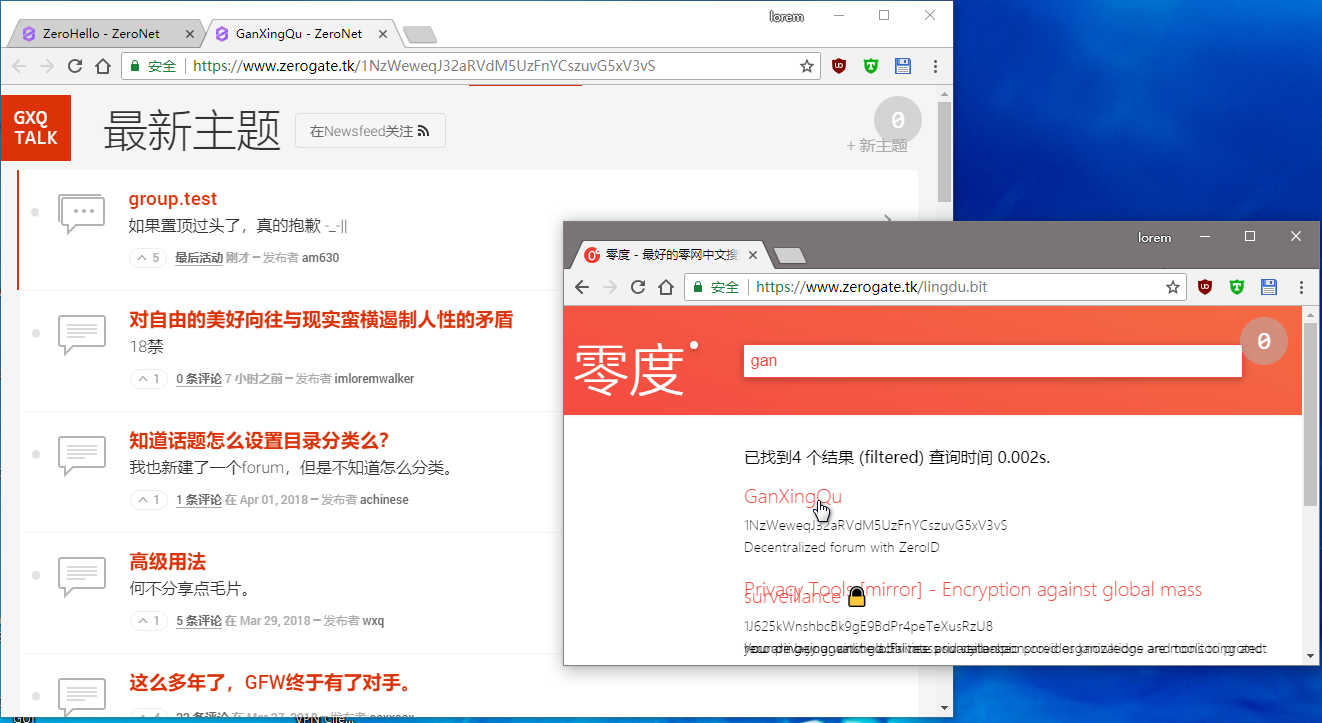 lorem
ZeroHello - ZeroNet
GanXingQu - ZeroNet
安全
https://www.zerogate.tk/1NzWeweqJ32aRVdM5UzFnYCszuvG5xV3vS
GXQ
TALK
最新主题
在Newsfeed关注
0
+ 新主题
group.test
如果置顶过头了，真的抱歉 -_-||
5 最后活动 刚才 ━ 发布者 am630
对自由的美好向往与现实蛮横遏制人性的矛盾
18禁
1 0 条评论 7 小时之前 ━ 发布者 imloremwalker
知道话题怎么设置目录分类么？
我也新建了一个forum，但是不知道怎么分类。
1 1 条评论 在 Apr 01, 2018 ━ 发布者 achinese
高级用法
何不分享点毛片。
1 5 条评论 在 Mar 29, 2018 ━ 发布者 wxq
这么多年了，GFW终于有了对手。
lorem
零度 - 最好的零网中文搜
安全
https://www.zerogate.tk/lingdu.bit
零度
gan
0
已找到4 个结果 (filtered) 查询时间 0.002s.
GanXingQu
1NzWeweqJ32aRVdM5UzFnYCszuvG5xV3vS
Decentralized forum with ZeroID
Privacy Tools [mirror] - Encryption against global mass
surveillance
1J625kWnshbcBk9gE9BdPr4peTeXusRzU8